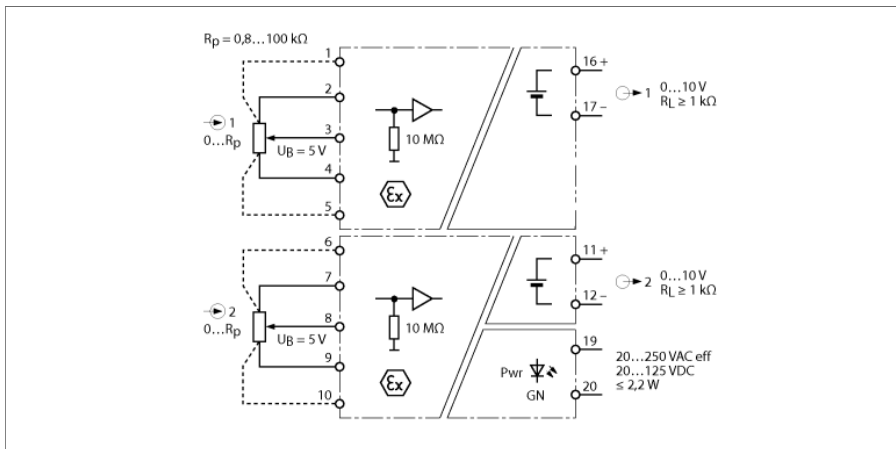 Rp = 0,8...100 kΩ
1
2
1
3
0...Rp
UB = 5 V
4
5
10 MΩ
Ex
16 +
17 –
1
0...10 V
RL ≥ 1 kΩ
6
7
2
8
0...Rp
UB = 5 V
9
10
10 MΩ
Ex
11 +
12 –
2
0...10 V
RL ≥ 1 kΩ
19
Pwr
GN
20
20...250 VAC eff
20...125 VDC
≤ 2,2 W